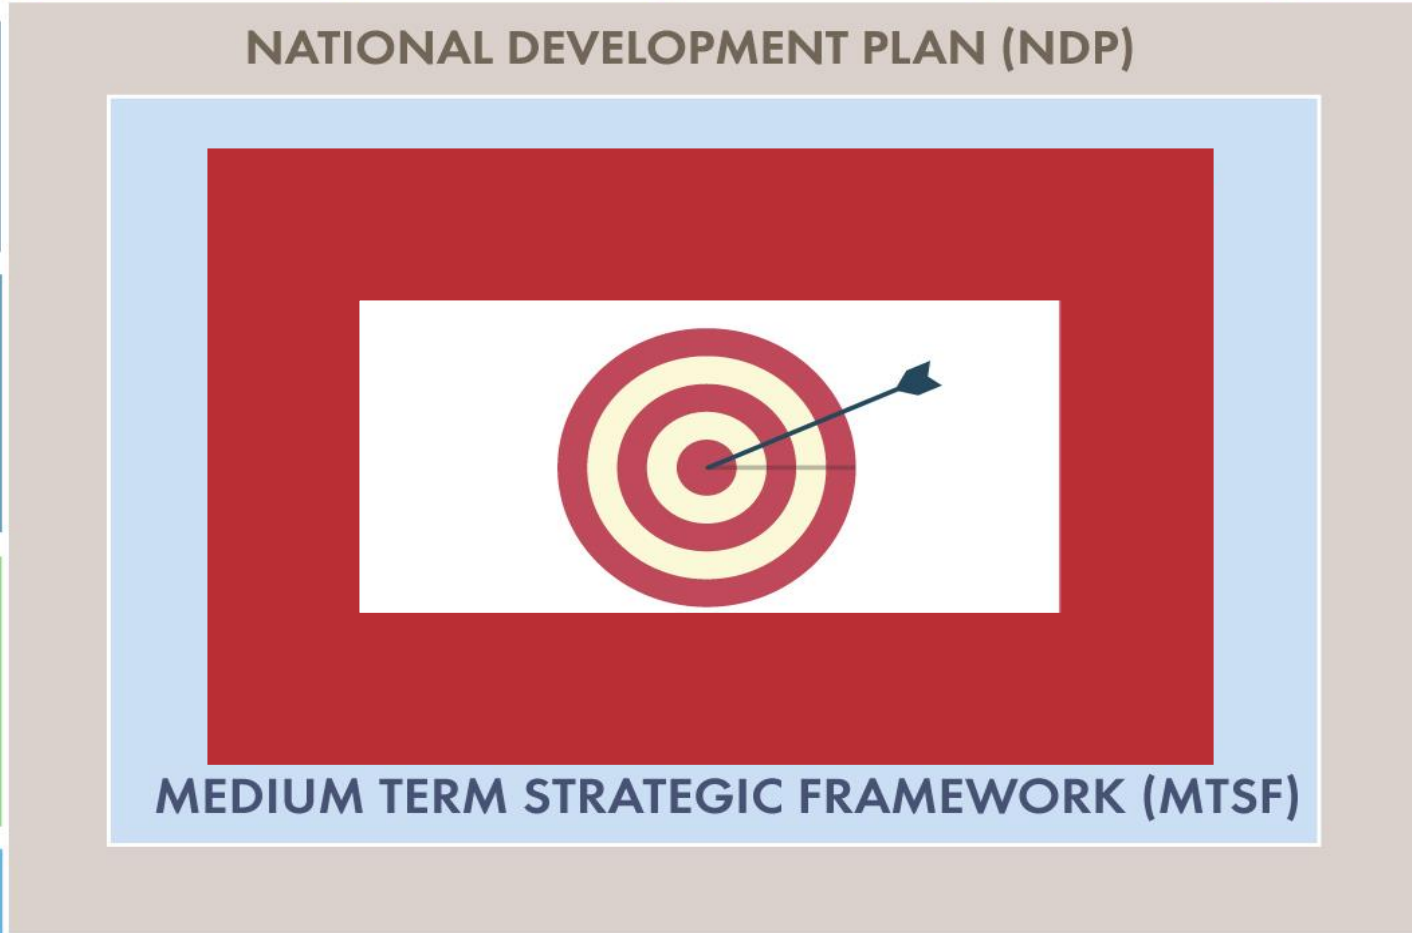 NATIONAL DEVELOPMENT PLAN (NDP)
MEDIUM TERM STRATEGIC FRAMEWORK (MTSF)